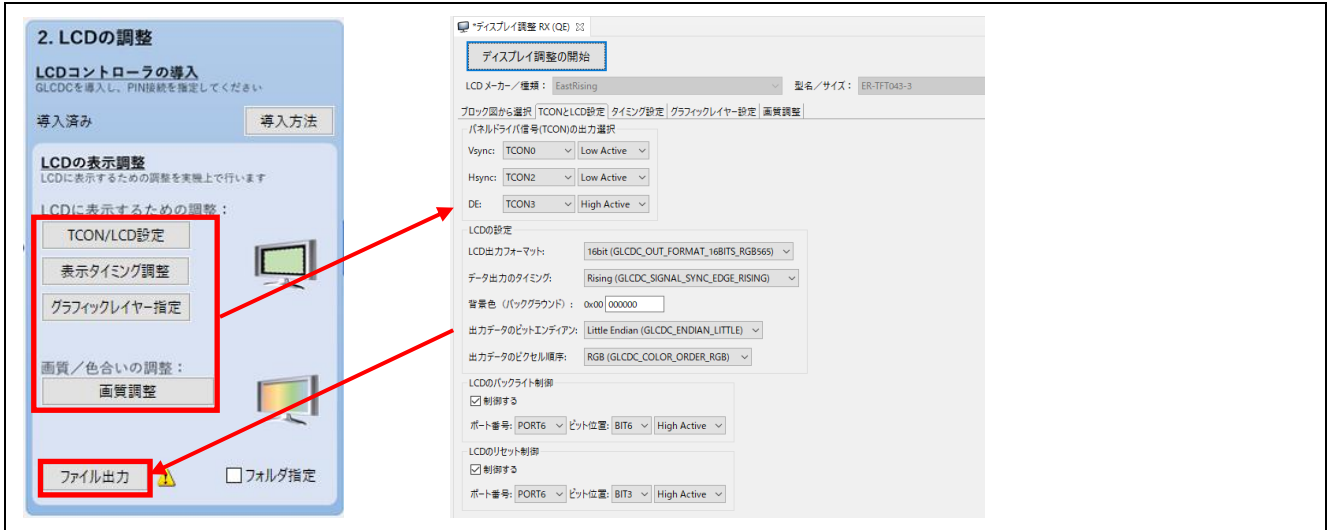 2. LCDの調整
LCDコントローラの導入
GLCDCを導入し、PIN接続を指定してください
導入済み
導入方法
LCDの表示調整
LCDに表示するための調整を実機上で行います
LCDに表示するための調整：
TCON/LCD設定
表示タイミング調整
グラフィックレイヤー指定
画質／色合いの調整：
画質調整
ファイル出力
フォルダ指定
*ディスプレイ調整 RX (QE)
ディスプレイ調整の開始
LCD メーカー／種類： EastRising 型名／サイズ： ER-TFT043-3
ブロック図から選択 TCONとLCD設定 タイミング設定 グラフィックレイヤー設定 画質調整
パネルドライバ信号(TCON)の出力選択
Vsync: TCON0 Low Active
Hsync: TCON2 Low Active
DE: TCON3 High Active
LCDの設定
LCD出力フォーマット: 16bit (GLCDC_OUT_FORMAT_16BITS_RGB565)
データ出力のタイミング: Rising (GLCDC_SIGNAL_SYNC_EDGE_RISING)
背景色（バックグラウンド）: 0x00 000000
出力データのビットエンディアン: Little Endian (GLCDC_ENDIAN_LITTLE)
出力データのピクセル順序: RGB (GLCDC_COLOR_ORDER_RGB)
LCDのバックライト制御
制御する
ポート番号: PORT6 ビット位置: BIT6 High Active
LCDのリセット制御
制御する
ポート番号: PORT6 ビット位置: BIT3 High Active